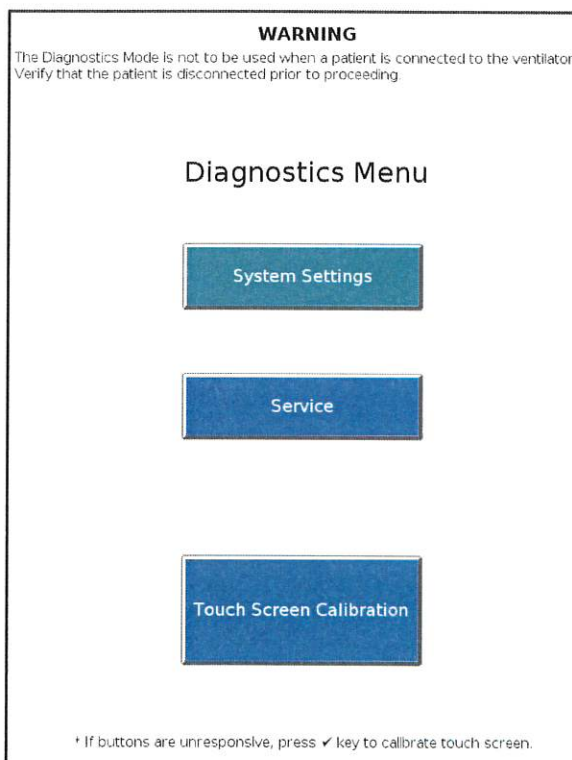 WARNING
The Diagnostics Mode is not to be used when a patient is connected to the ventilator
Verify that the patient is disconnected prior to proceeding.
Diagnostics Menu
System Settings
Service
Touch Screen Calibration
* If buttons are unresponsive, press ✓ key to calibrate touch screen.